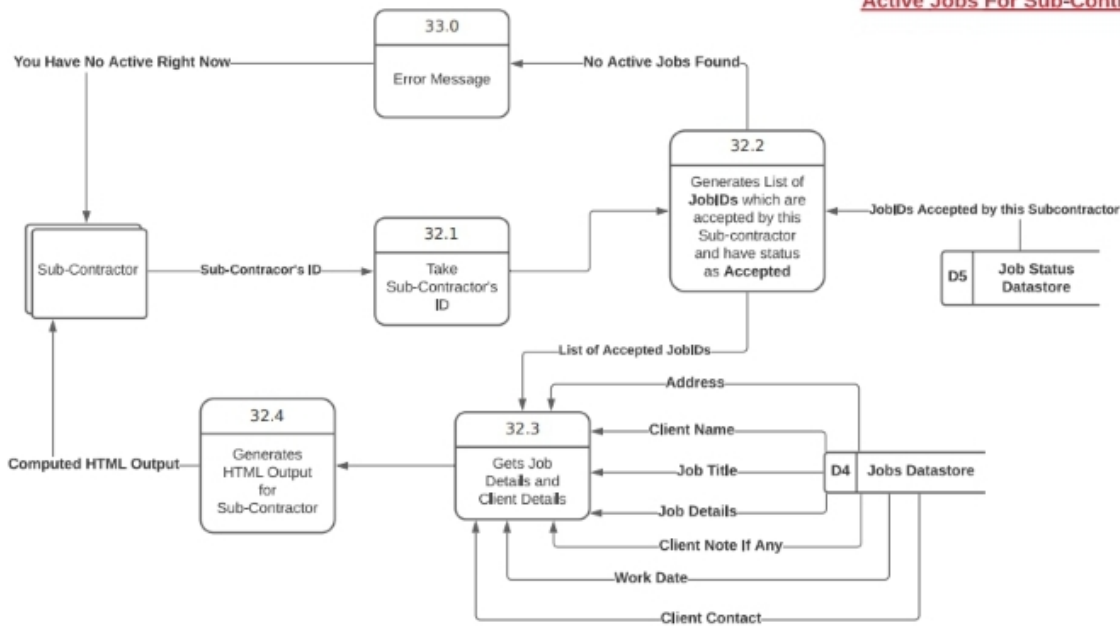 Active Jobs For Sub-Contr
33.0
Error Message
You Have No Active Right Now
No Active Jobs Found
32.2
Generates List of
JobIDs which are
accepted by this
Sub-contractor
and have status
as Accepted
JobIDs Accepted by this Subcontractor
D5
Job Status
Datastore
Sub-Contractor
Sub-Contracor's ID
32.1
Take
Sub-Contractor's
ID
List of Accepted JobIDs
Address
32.4
Generates
HTML Output
for
Sub-Contractor
Computed HTML Output
32.3
Gets Job
Details and
Client Details
Client Name
Job Title
Job Details
D4
Jobs Datastore
Client Note If Any
Work Date
Client Contact